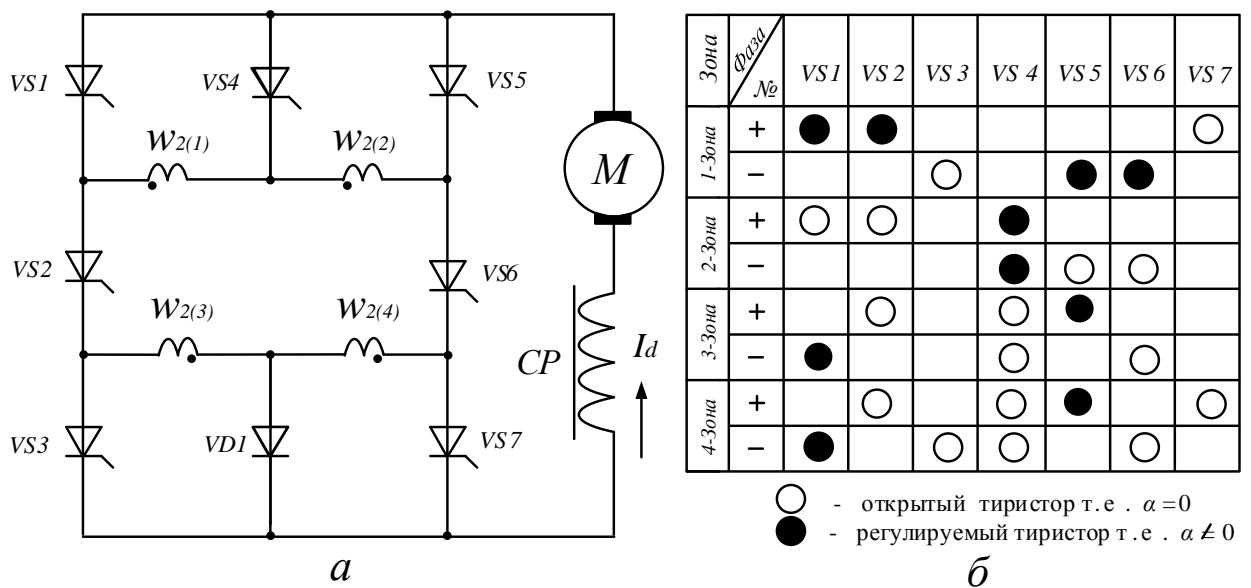 VS1
VS4
VS5
W2(1)
W2(2)
M
VS2
VS6
W2(3)
W2(4)
СР
Id
VS3
VD1
VS7
а
Зона
Фаза
№
VS 1
VS 2
VS 3
VS 4
VS 5
VS 6
VS 7
1-Зона
+
−
2-Зона
+
−
3-Зона
+
−
4-Зона
+
−
- открытый тиристор т.е . α =0
- регулируемый тиристор т .е . α ≠ 0
б